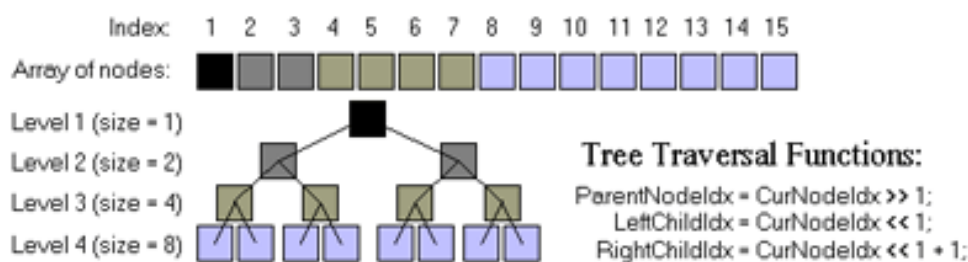 Index: 1 2 3 4 5 6 7 8 9 10 11 12 13 14 15
Array of nodes:
Level 1 (size = 1)
Level 2 (size = 2)
Level 3 (size = 4)
Level 4 (size = 8)
Tree Traversal Functions:
ParentNodeIdx = CurNodeIdx >> 1;
LeftChildIdx = CurNodeIdx << 1;
RightChildIdx = CurNodeIdx << 1 + 1;